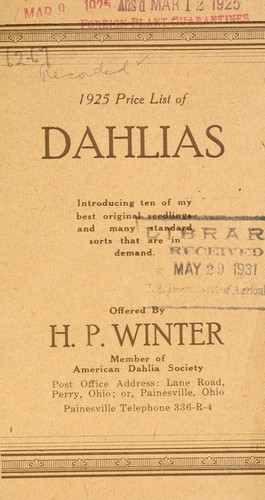 MAR 9 1925 Ans'd MAR 12 1925
FOREIGN PLANT QUARANTINES
62.61
Recorded ✓
1925 Price List of
DAHLIAS
Introducing ten of my
best original seedlings
and many standard
sorts that are in
demand.
LIBRARY
RECEIVED
MAY 29 1931
Offered By
H. P. WINTER
Member of
American Dahlia Society
Post Office Address: Lane Road,
Perry, Ohio; or, Painesville, Ohio
Painesville Telephone 336-R-4